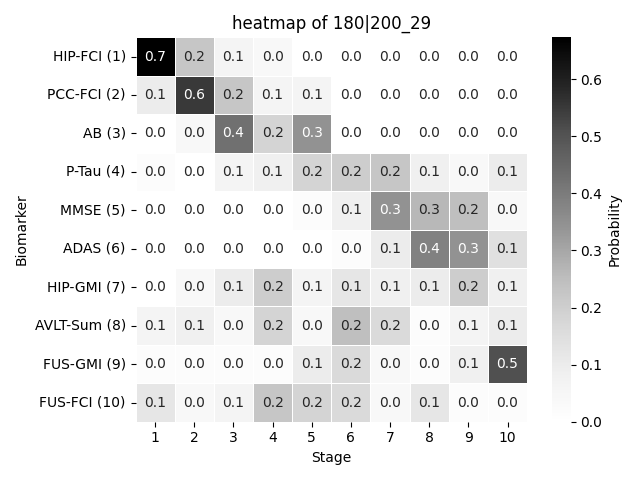 heatmap of 180|200_29
HIP-FCI (1) 0.7 0.2 0.1 0.0 0.0 0.0 0.0 0.0 0.0 0.0
PCC-FCI (2) 0.1 0.6 0.2 0.1 0.1 0.0 0.0 0.0 0.0 0.0
AB (3) 0.0 0.0 0.4 0.2 0.3 0.0 0.0 0.0 0.0 0.0
P-Tau (4) 0.0 0.0 0.1 0.1 0.2 0.2 0.2 0.1 0.0 0.1
MMSE (5) 0.0 0.0 0.0 0.0 0.0 0.1 0.3 0.3 0.2 0.0
ADAS (6) 0.0 0.0 0.0 0.0 0.0 0.0 0.1 0.4 0.3 0.1
HIP-GMI (7) 0.0 0.0 0.1 0.2 0.1 0.1 0.1 0.1 0.2 0.1
AVLT-Sum (8) 0.1 0.1 0.0 0.2 0.0 0.2 0.2 0.0 0.1 0.1
FUS-GMI (9) 0.0 0.0 0.0 0.0 0.1 0.2 0.0 0.0 0.1 0.5
FUS-FCI (10) 0.1 0.0 0.1 0.2 0.2 0.2 0.0 0.1 0.0 0.0
1 2 3 4 5 6 7 8 9 10
Stage
Biomarker
0.6
0.5
0.4
0.3
0.2
0.1
0.0
Probability